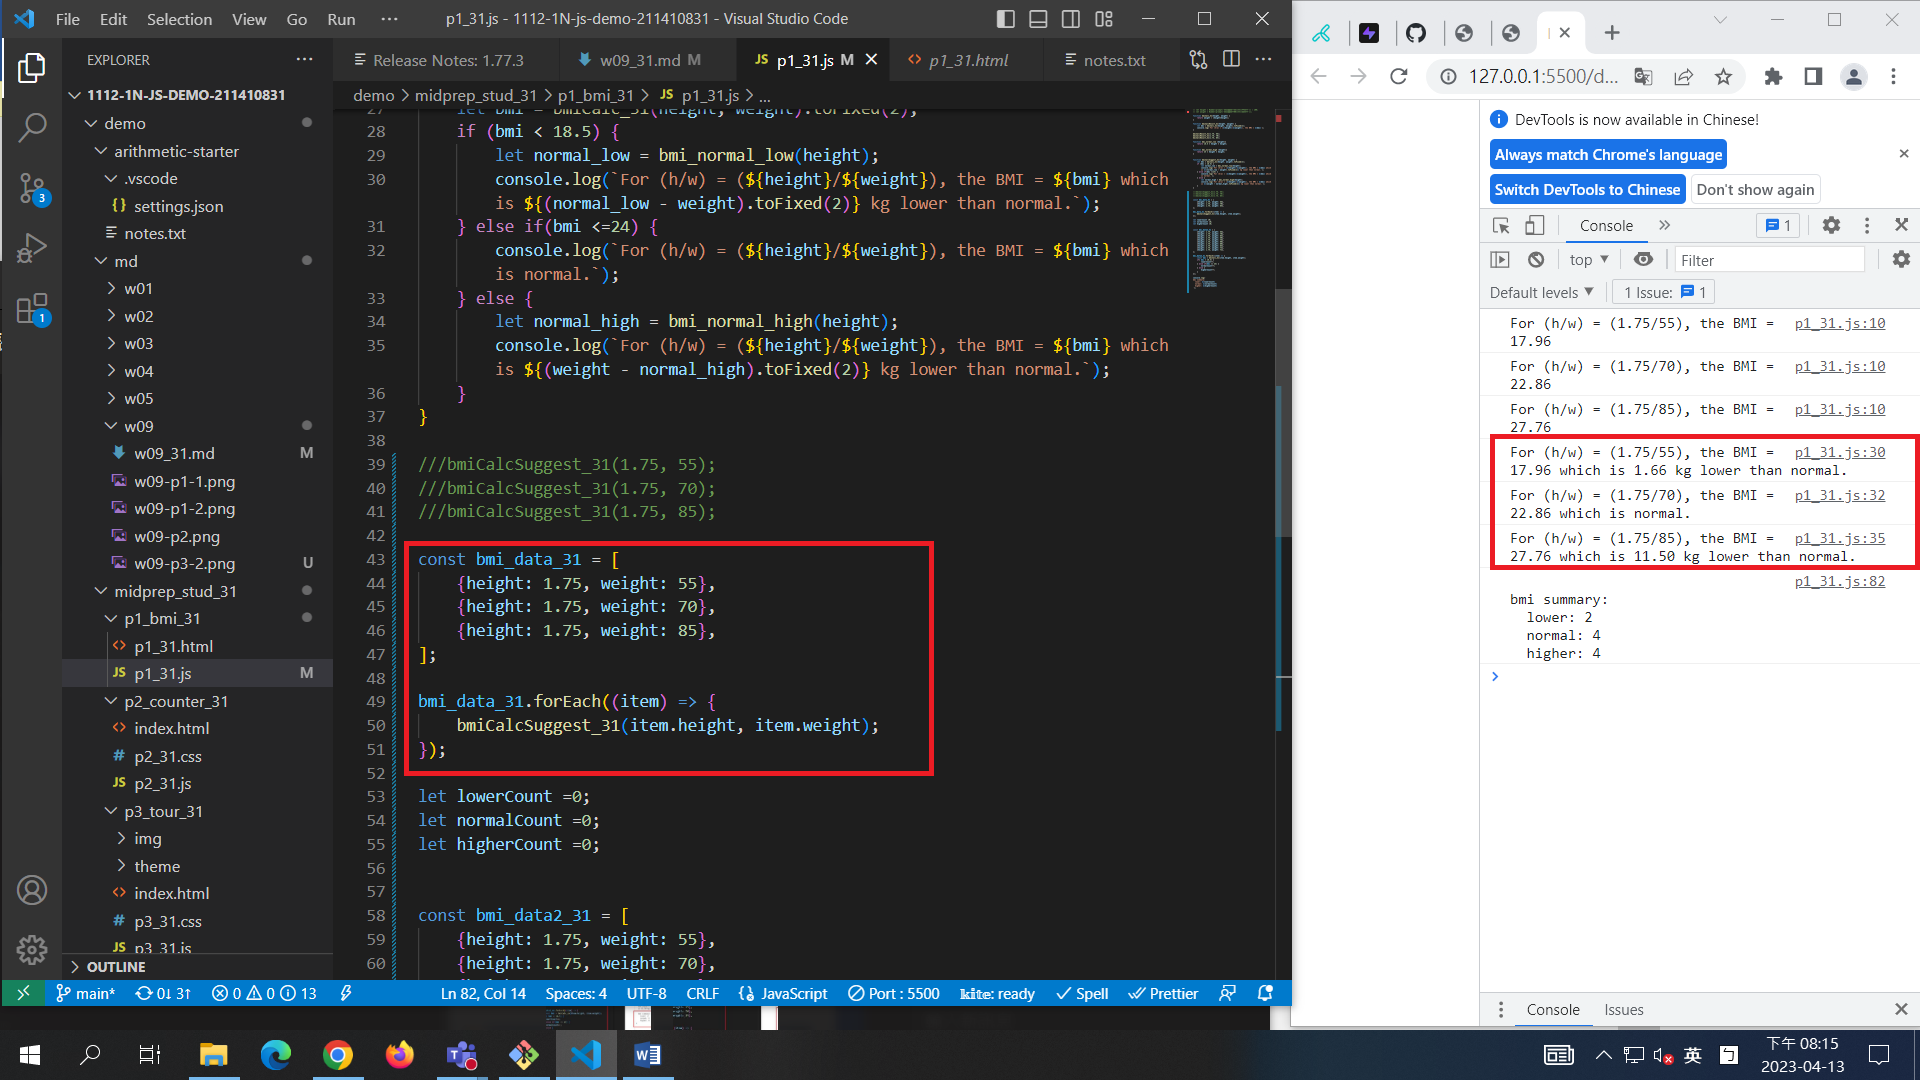 File Edit Selection View Go Run ··· p1_31.js - 1112-1N-js-demo-211410831 - Visual Studio Code
EXPLORER ···
1112-1N-JS-DEMO-211410831
demo
arithmetic-starter
.vscode
{} settings.json
notes.txt
md
w01
w02
w03
w04
w05
w09
w09_31.md M
w09-p1-1.png
w09-p1-2.png
w09-p2.png
w09-p3-2.png U
midprep_stud_31
p1_bmi_31
<> p1_31.html
JS p1_31.js M
p2_counter_31
<> index.html
# p2_31.css
JS p2_31.js
p3_tour_31
img
theme
<> index.html
# p3_31.css
JS p3_31.js
OUTLINE
3
1
Release Notes: 1.77.3 w09_31.md M JS p1_31.js M <> p1_31.html notes.txt ···
demo > midprep_stud_31 > p1_bmi_31 > JS p1_31.js > ...
27 let bmi = bmiCalc_31(height, weight).toFixed(2);
28 if (bmi < 18.5) {
29 let normal_low = bmi_normal_low(height);
30 console.log(`For (h/w) = (${height}/${weight}), the BMI = ${bmi} which
is ${(normal_low - weight).toFixed(2)} kg lower than normal.`);
31 } else if(bmi <=24) {
32 console.log(`For (h/w) = (${height}/${weight}), the BMI = ${bmi} which
is normal.`);
33 } else {
34 let normal_high = bmi_normal_high(height);
35 console.log(`For (h/w) = (${height}/${weight}), the BMI = ${bmi} which
is ${(weight - normal_high).toFixed(2)} kg lower than normal.`);
36 }
37 }
38
39 ///bmiCalcSuggest_31(1.75, 55);
40 ///bmiCalcSuggest_31(1.75, 70);
41 ///bmiCalcSuggest_31(1.75, 85);
42
43 const bmi_data_31 = [
44 {height: 1.75, weight: 55},
45 {height: 1.75, weight: 70},
46 {height: 1.75, weight: 85},
47 ];
48
49 bmi_data_31.forEach((item) => {
50 bmiCalcSuggest_31(item.height, item.weight);
51 });
52
53 let lowerCount =0;
54 let normalCount =0;
55 let higherCount =0;
56
57
58 const bmi_data2_31 = [
59 {height: 1.75, weight: 55},
60 {height: 1.75, weight: 70},
main* 0↓ 3↑ 0 0 13 Ln 82, Col 14 Spaces: 4 UTF-8 CRLF {} JavaScript Port : 5500 kite: ready Spell Prettier
127.0.0.1:5500/d...
DevTools is now available in Chinese!
Always match Chrome's language
Switch DevTools to Chinese Don't show again
Console » 1
top Filter
Default levels 1 Issue: 1
For (h/w) = (1.75/55), the BMI = p1_31.js:10
17.96
For (h/w) = (1.75/70), the BMI = p1_31.js:10
22.86
For (h/w) = (1.75/85), the BMI = p1_31.js:10
27.76
For (h/w) = (1.75/55), the BMI = p1_31.js:30
17.96 which is 1.66 kg lower than normal.
For (h/w) = (1.75/70), the BMI = p1_31.js:32
22.86 which is normal.
For (h/w) = (1.75/85), the BMI = p1_31.js:35
27.76 which is 11.50 kg lower than normal.
p1_31.js:82
bmi summary:
lower: 2
normal: 4
higher: 4
Console Issues
英 ㄅ 下午 08:15
2023-04-13